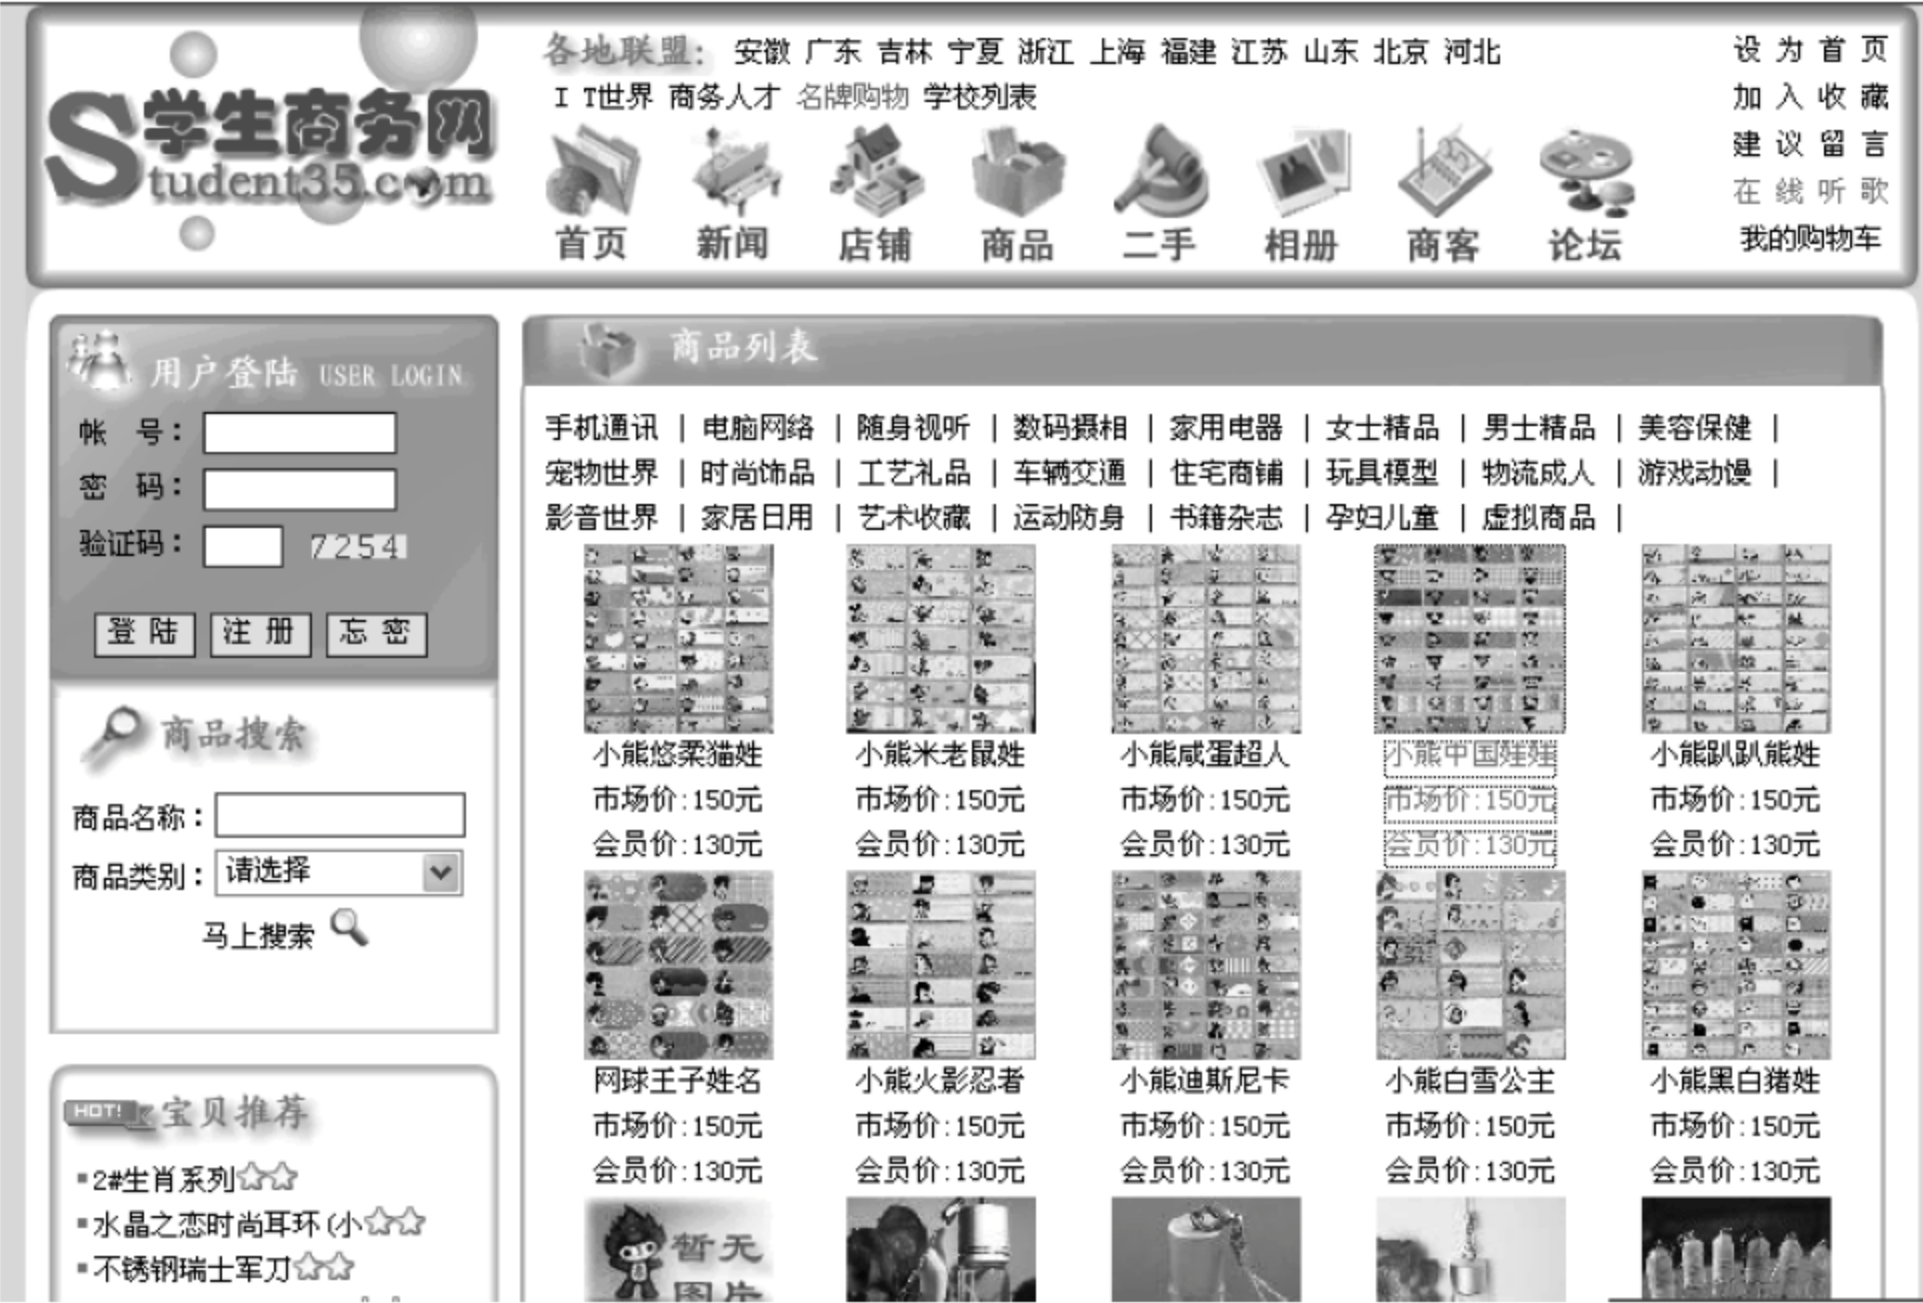 学生商务网
Student35.com
各地联盟： 安徽 广东 吉林 宁夏 浙江 上海 福建 江苏 山东 北京 河北
IT世界 商务人才 名牌购物 学校列表
首页 新闻 店铺 商品 二手 相册 商客 论坛
设为首页
加入收藏
建议留言
在线听歌
我的购物车
用户登陆 USER LOGIN
帐 号：
密 码：
验证码： 7254
登陆 注册 忘密
商品搜索
商品名称：
商品类别： 请选择
马上搜索
HOT! 宝贝推荐
2#生肖系列☆☆
水晶之恋时尚耳环(小☆☆
不锈钢瑞士军刀☆☆
商品列表
手机通讯 | 电脑网络 | 随身视听 | 数码摄相 | 家用电器 | 女士精品 | 男士精品 | 美容保健 |
宠物世界 | 时尚饰品 | 工艺礼品 | 车辆交通 | 住宅商铺 | 玩具模型 | 物流成人 | 游戏动馒 |
影音世界 | 家居日用 | 艺术收藏 | 运动防身 | 书籍杂志 | 孕妇儿童 | 虚拟商品 |
小熊悠柔猫姓 小熊米老鼠姓 小熊咸蛋超人 小熊中国娃娃 小熊趴趴熊姓
市场价:150元 市场价:150元 市场价:150元 市场价:150元 市场价:150元
会员价:130元 会员价:130元 会员价:130元 会员价:130元 会员价:130元
网球王子姓名 小熊火影忍者 小熊迪斯尼卡 小熊白雪公主 小熊黑白猪姓
市场价:150元 市场价:150元 市场价:150元 市场价:150元 市场价:150元
会员价:130元 会员价:130元 会员价:130元 会员价:130元 会员价:130元
暂无
图片